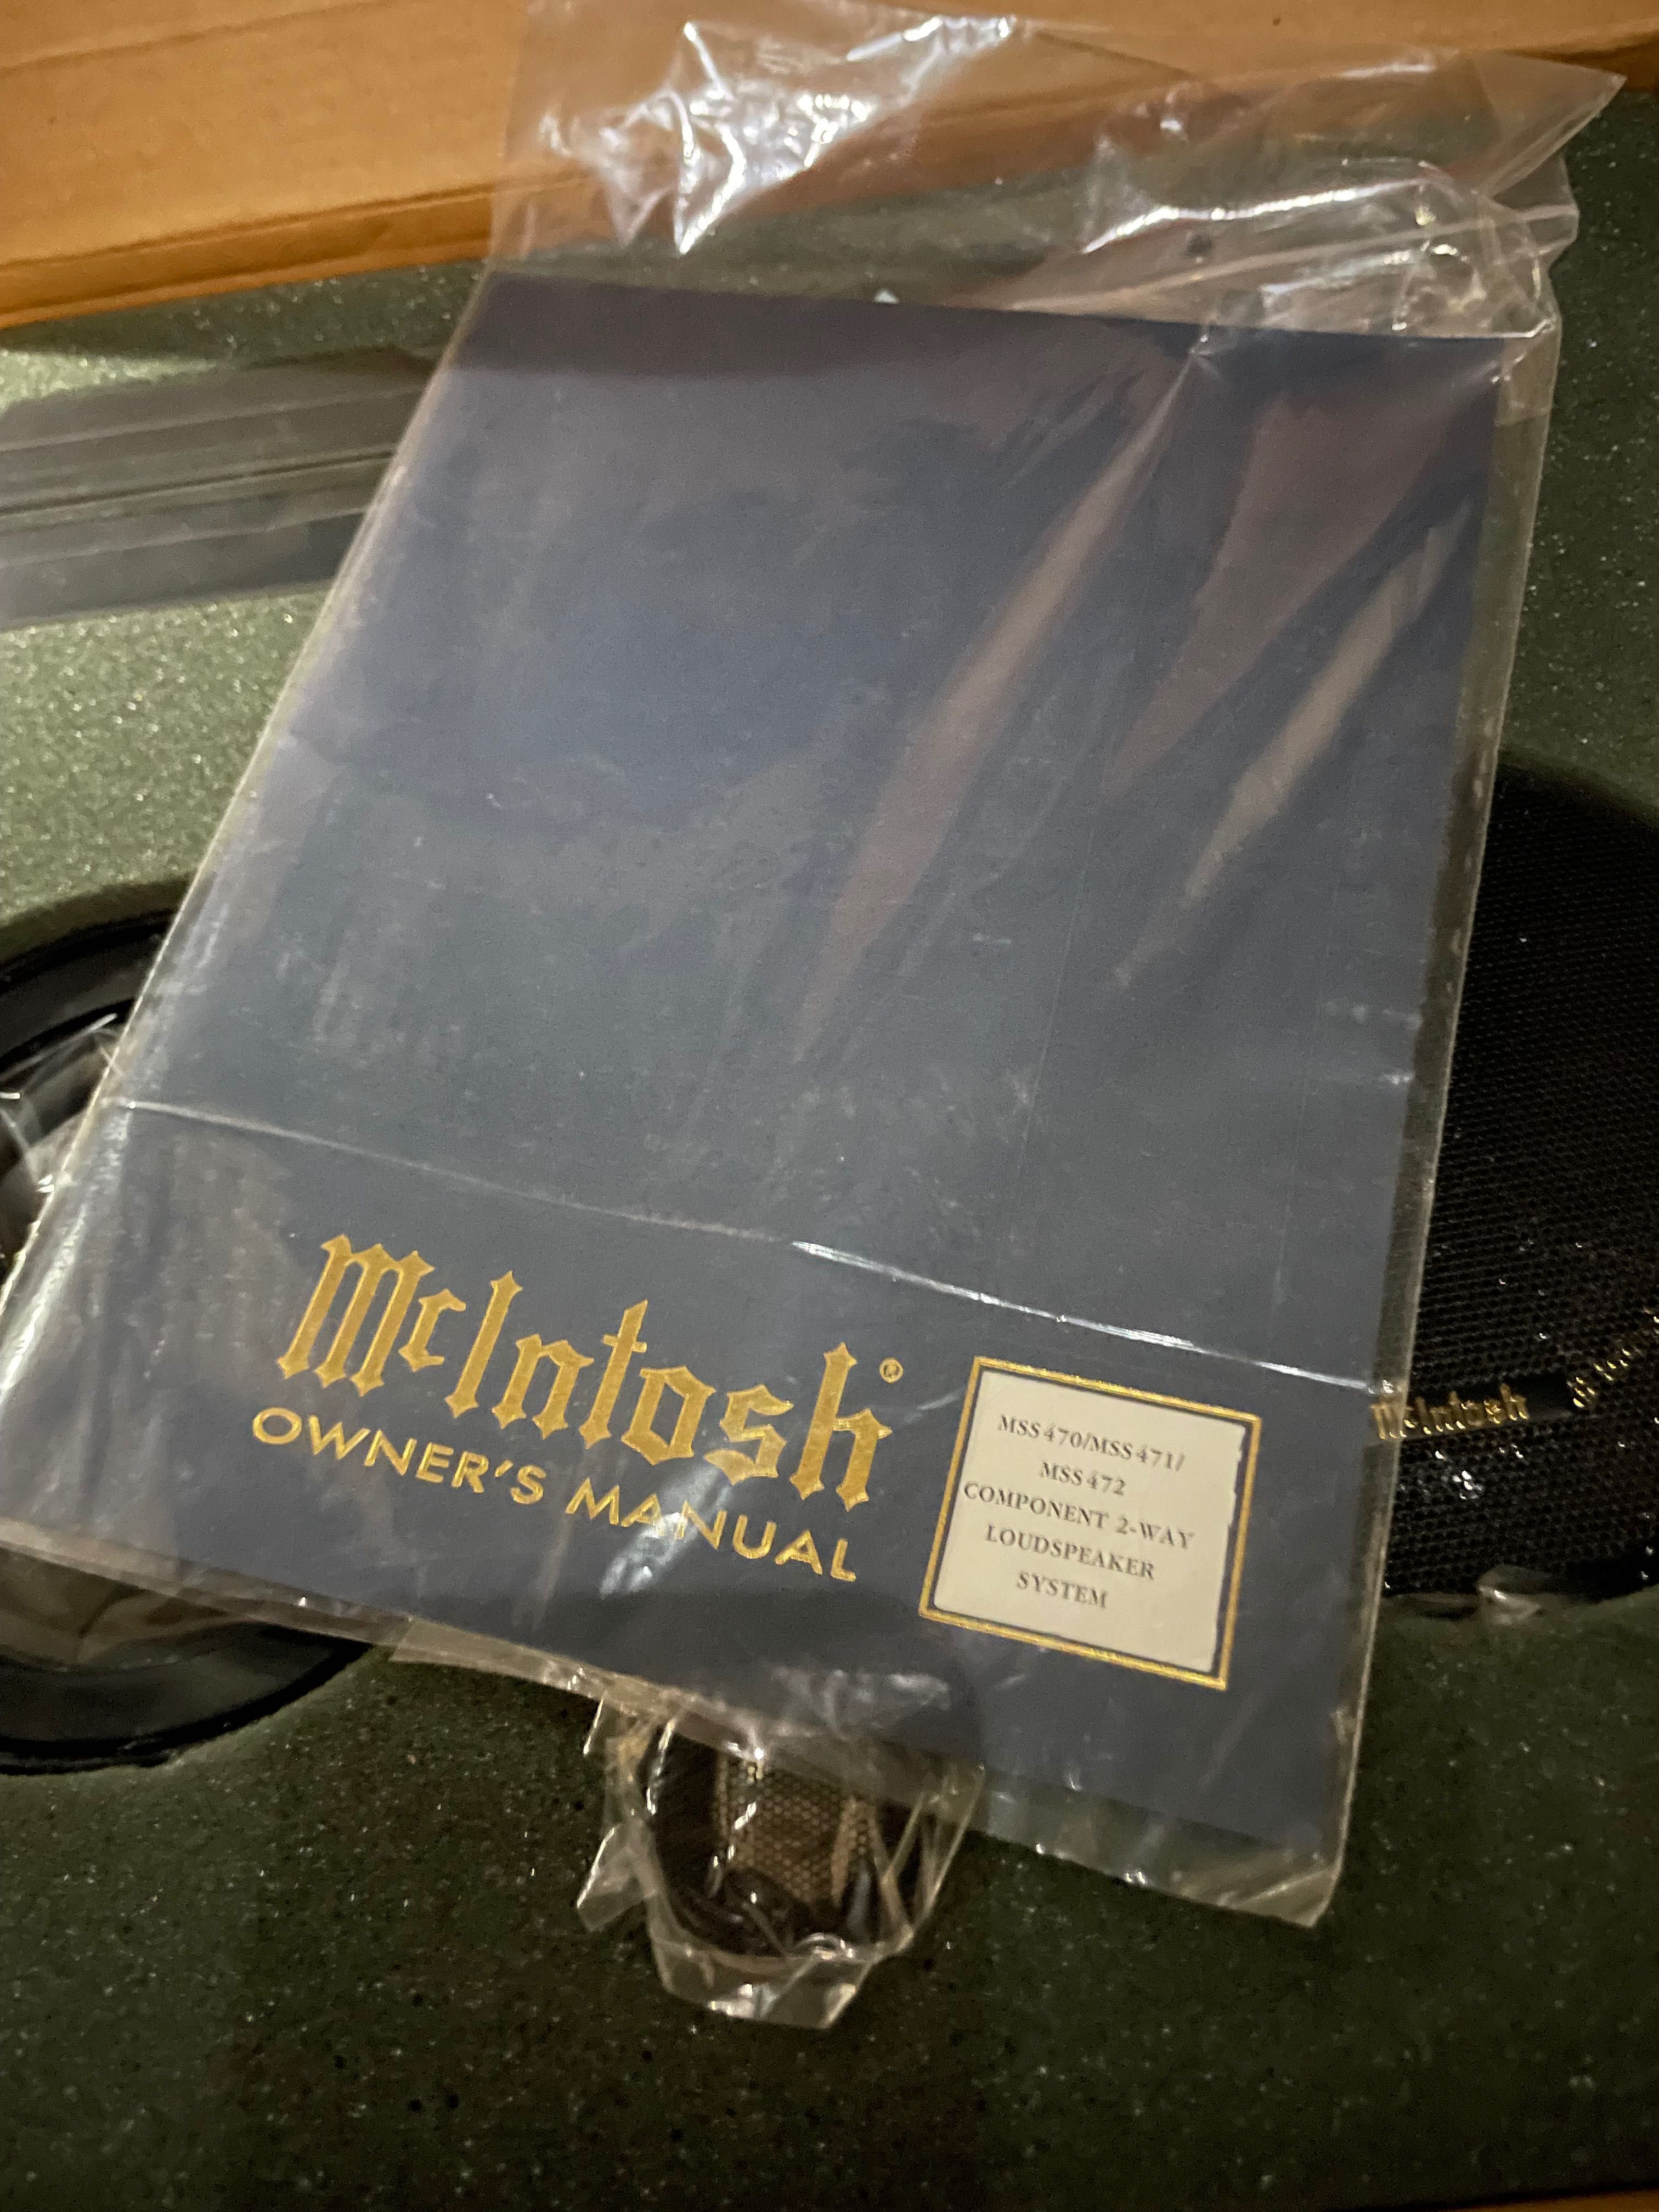 McIntosh®
OWNER'S MANUAL
MSS470/MSS471/
MSS472
COMPONENT 2-WAY
LOUDSPEAKER
SYSTEM
McIntosh